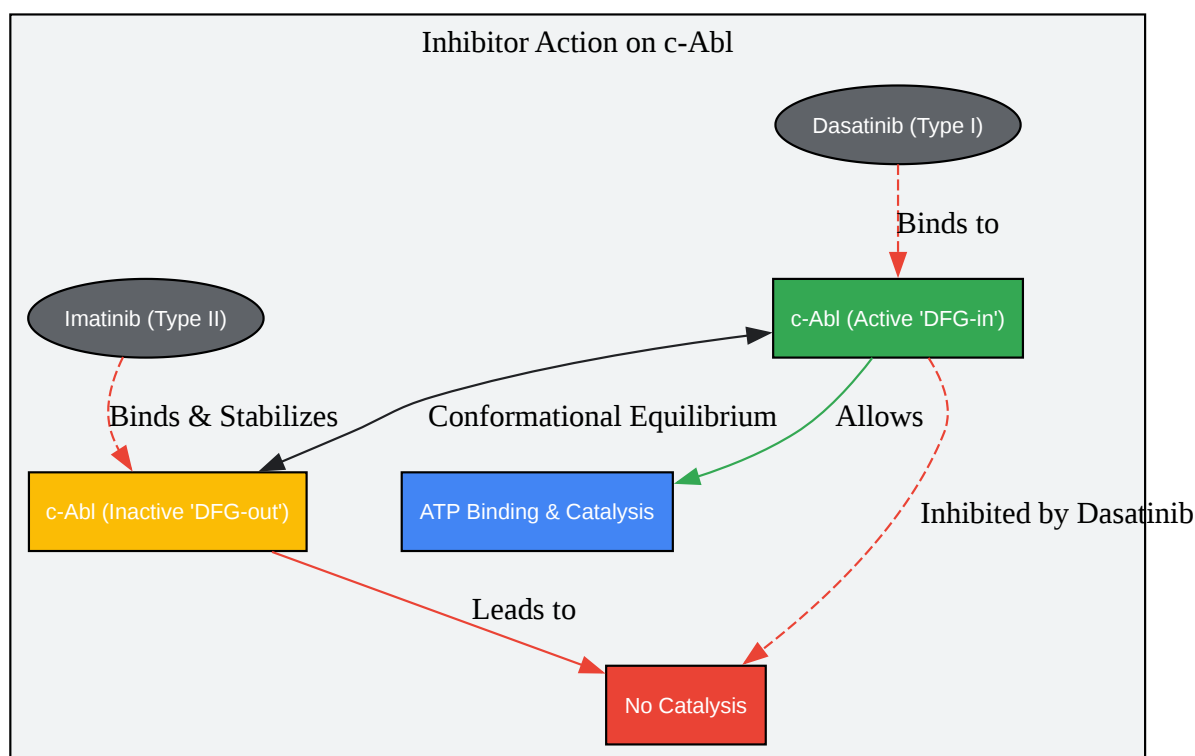 Inhibitor Action on c-Abl
Dasatinib (Type I)
Binds to
Imatinib (Type II)
c-Abl (Active 'DFG-in')
Binds & Stabilizes
Conformational Equilibrium
Allows
c-Abl (Inactive 'DFG-out')
ATP Binding & Catalysis
Inhibited by Dasatinib
Leads to
No Catalysis